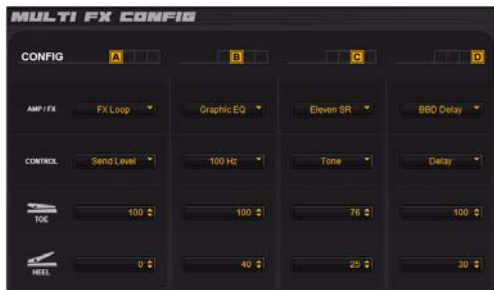 MULTI FX CONFIG
CONFIG A B C D
AMP / FX FX Loop Graphic EQ Eleven SR BBD Delay
CONTROL Send Level 100 Hz Tone Delay
TOE 100 100 76 100
HEEL 0 40 25 30